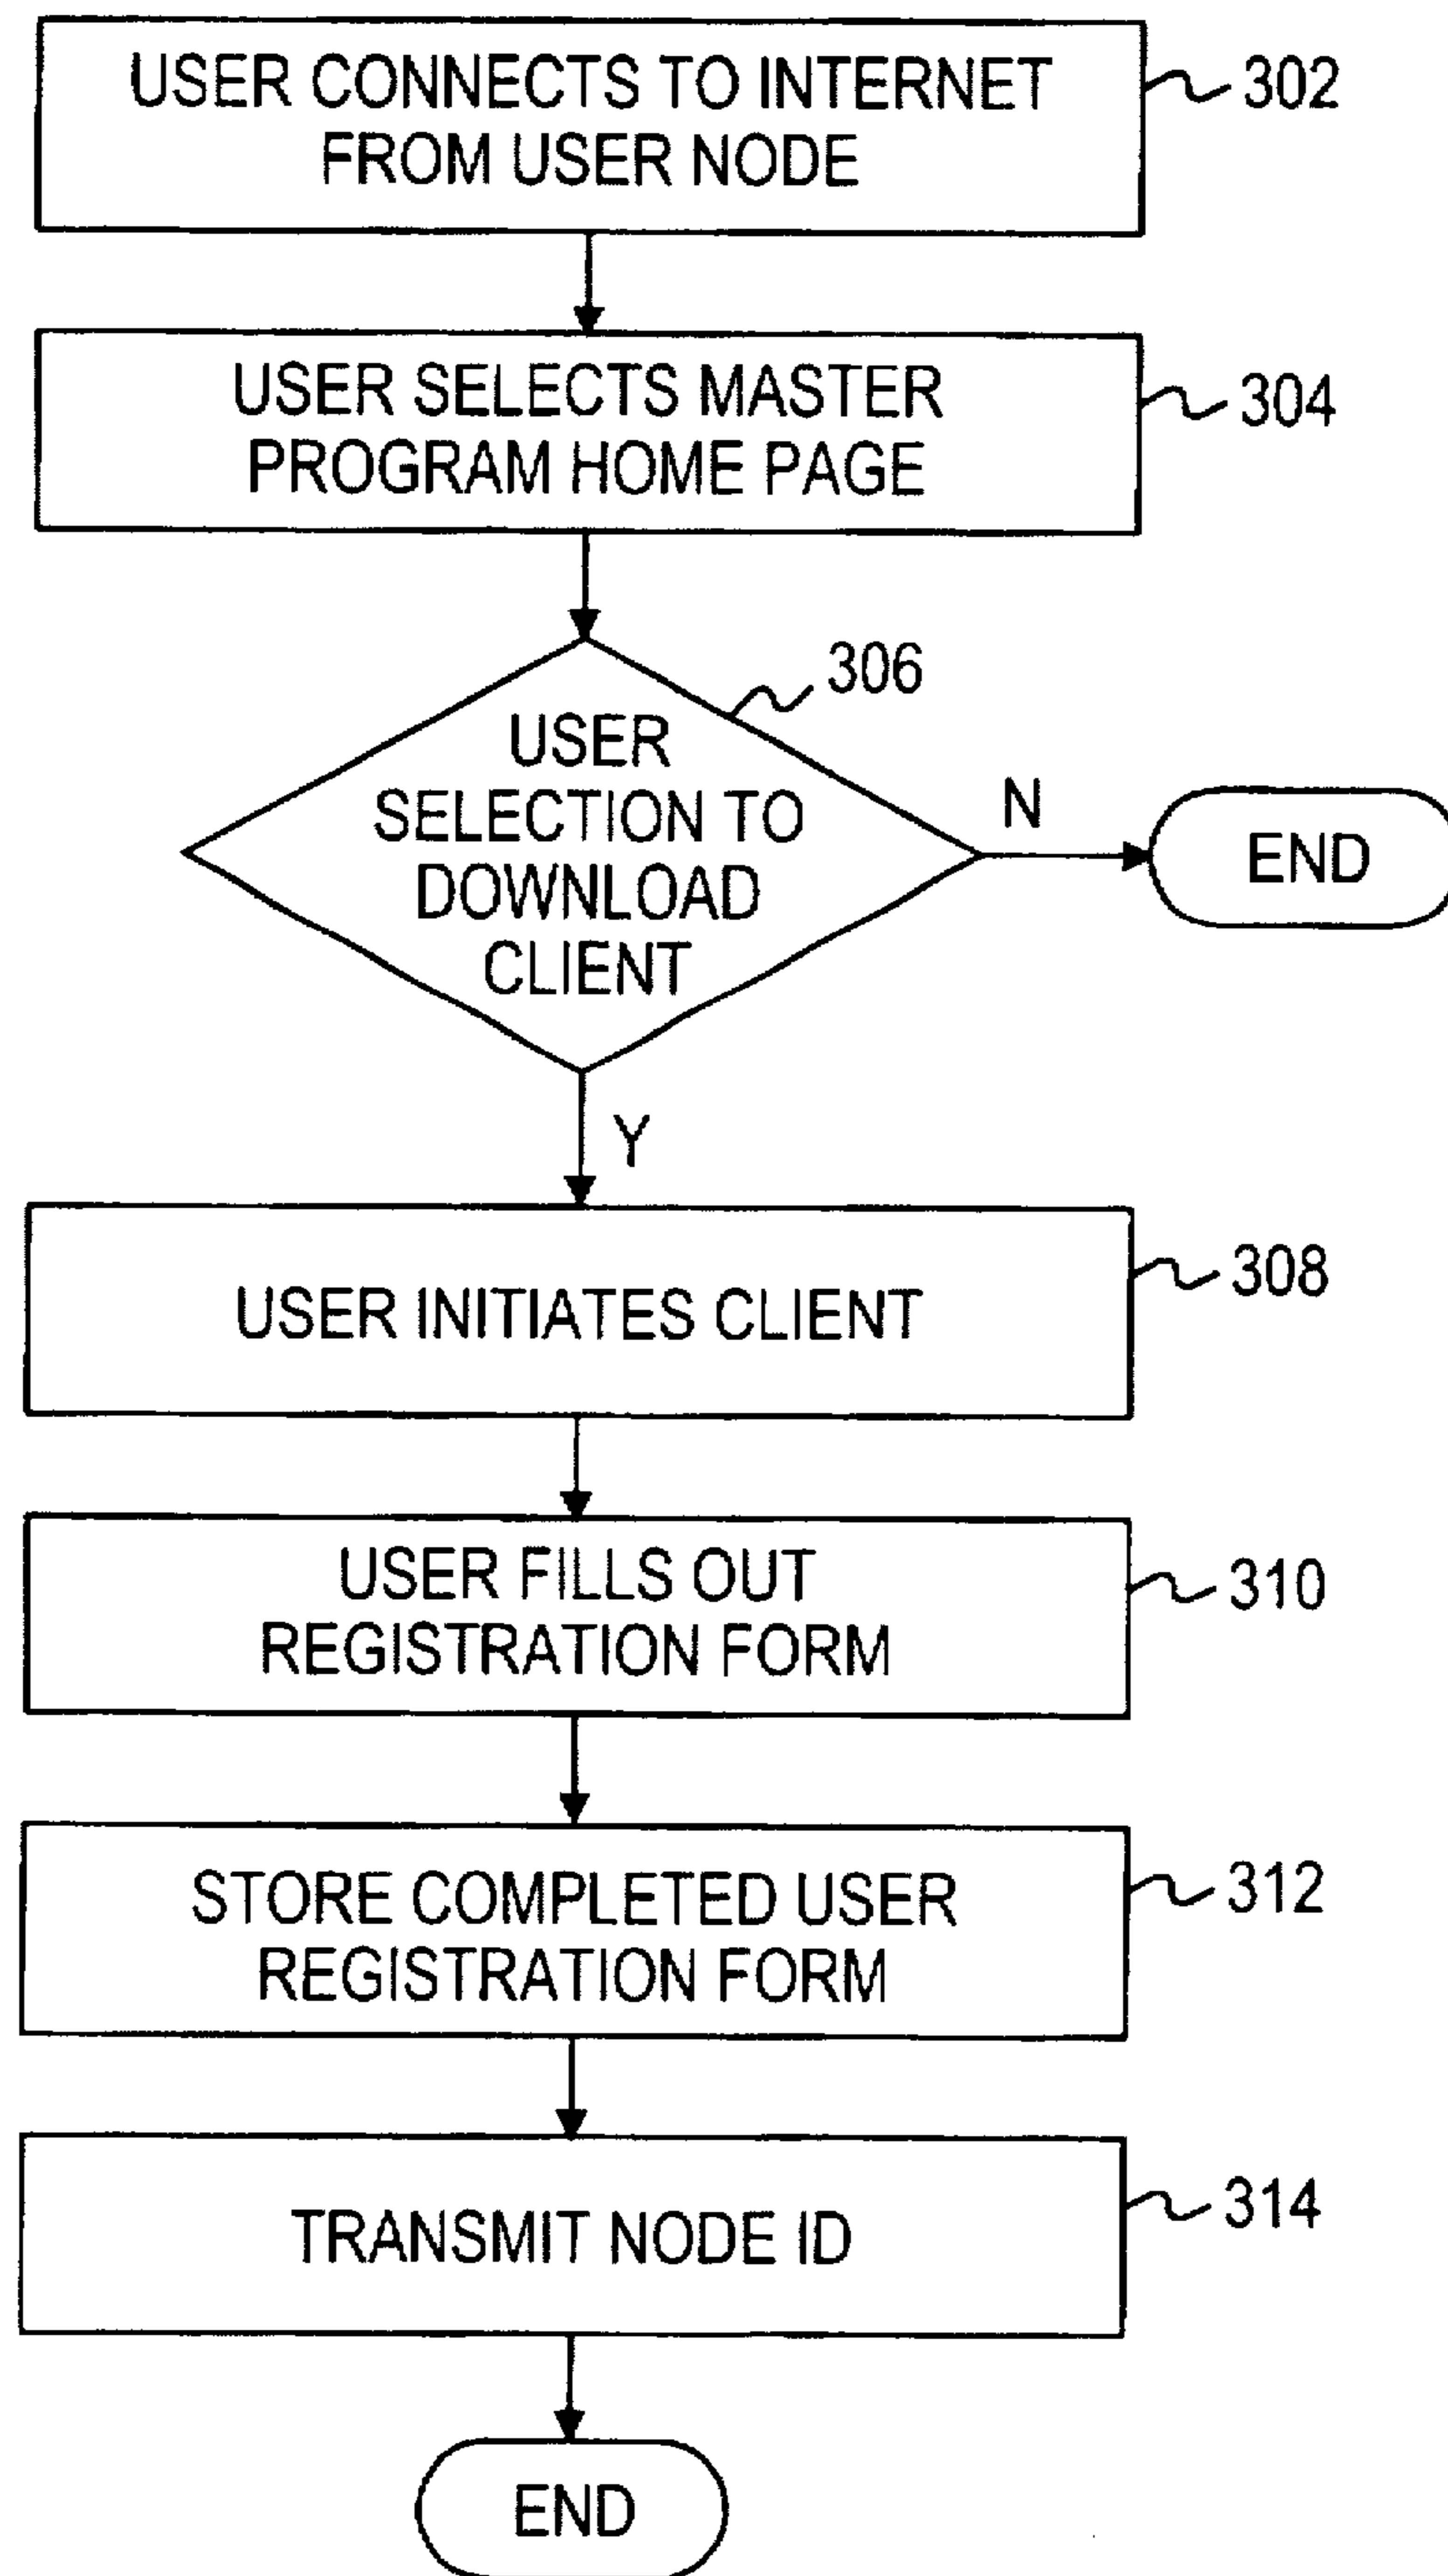 USER CONNECTS TO INTERNET
FROM USER NODE
302
USER SELECTS MASTER
PROGRAM HOME PAGE
304
306
USER
SELECTION TO
DOWNLOAD
CLIENT
N
END
Y
USER INITIATES CLIENT
308
USER FILLS OUT
REGISTRATION FORM
310
STORE COMPLETED USER
REGISTRATION FORM
312
TRANSMIT NODE ID
314
END